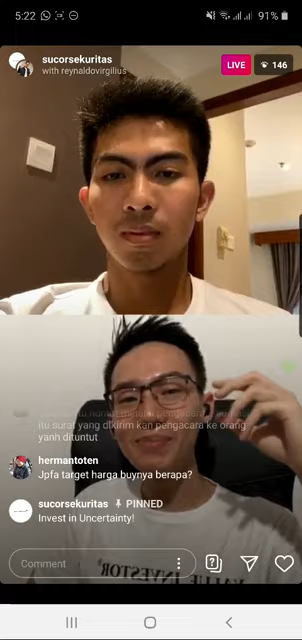 5:22
91%
sucorsekuritas
with reynaldovirgilius
LIVE
146
itu surat yang dikirim kan pengacara ke orang
yanh dituntut
hermantoten
Jpfa target harga buynya berapa?
sucorsekuritas PINNED
Invest in Uncertainty!
VALUE INVESTOR
Comment